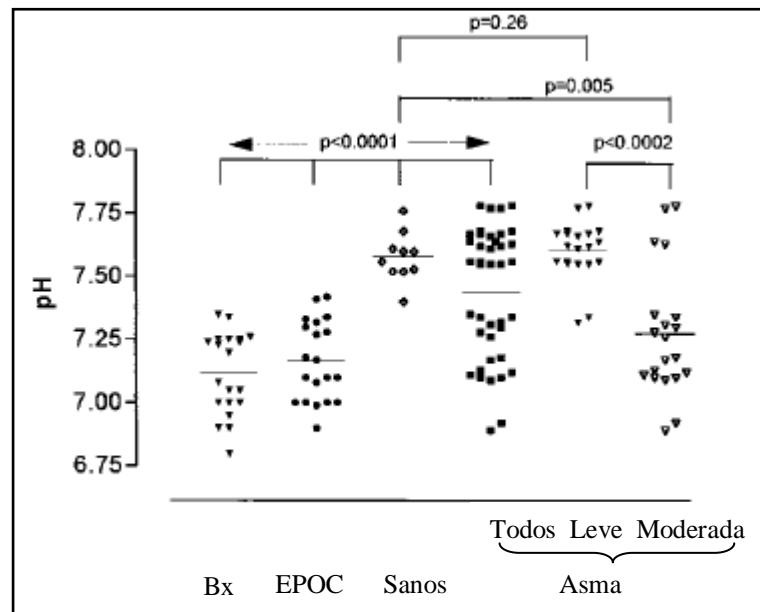 p=0.26
p=0.005
p<0.0001
p<0.0002
8.00
7.75
7.50
7.25
7.00
6.75
pH
Todos Leve Moderada
Bx EPOC Sanos Asma